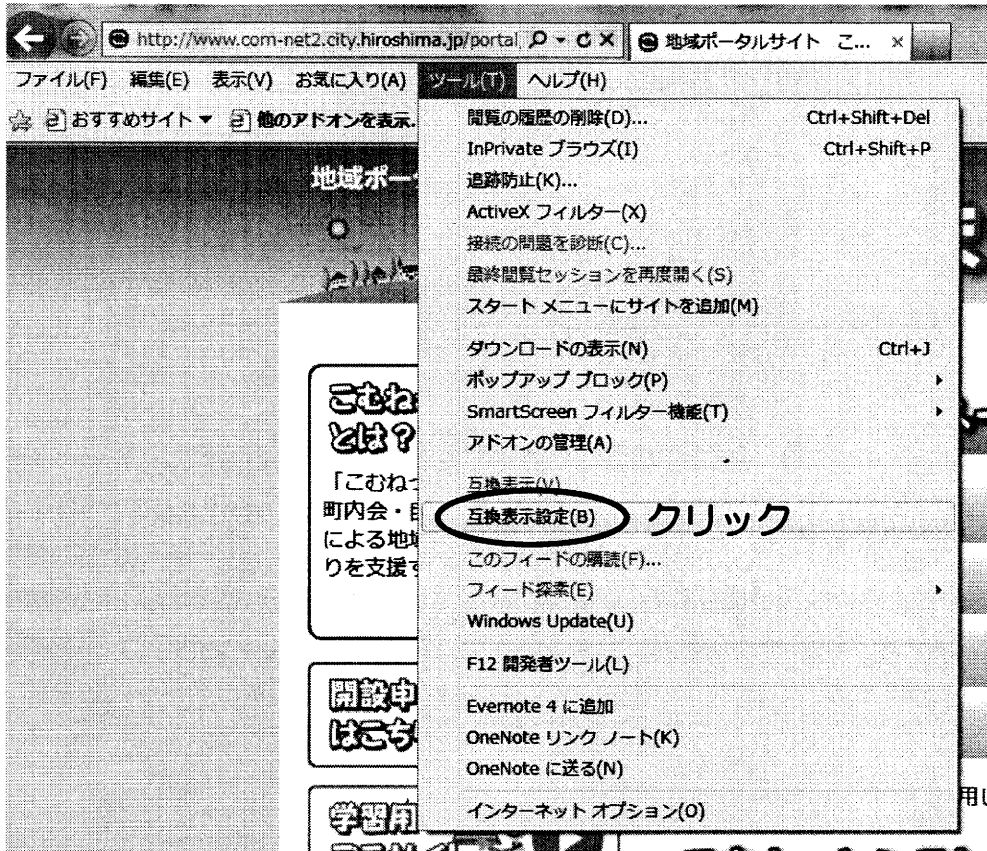 http://www.com-net2.city.hiroshima.jp/portal
地域ポータルサイト こ...
ファイル(F) 編集(E) 表示(V) お気に入り(A) ツール(T) ヘルプ(H)
おすすめサイト ▼ 他のアドオンを表示.
閲覧の履歴の削除(D)... Ctrl+Shift+Del
InPrivate ブラウズ(I) Ctrl+Shift+P
追跡防止(K)...
ActiveX フィルター(X)
接続の問題を診断(C)...
最終閲覧セッションを再度開く(S)
スタート メニューにサイトを追加(M)
ダウンロードの表示(N) Ctrl+J
ポップアップ ブロック(P)
SmartScreen フィルター機能(T)
アドオンの管理(A)
互換表示(V)
互換表示設定(B) クリック
このフィードの購読(F)...
フィード探索(E)
Windows Update(U)
F12 開発者ツール(L)
Evernote 4 に追加
OneNote リンク ノート(K)
OneNote に送る(N)
インターネット オプション(O)
地域ポー
こむね
とは？
「こむねっ
町内会・
による地域
りを支援
開設中
はこち
学習用
用し